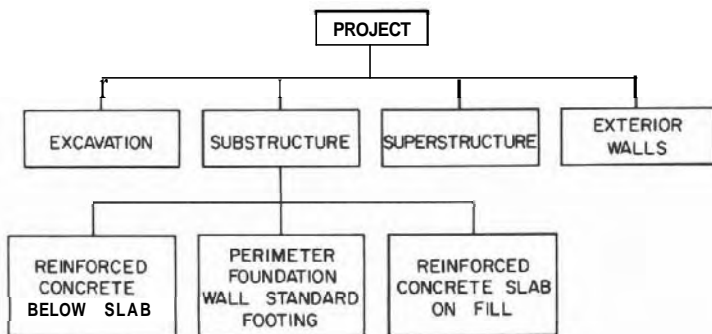 PROJECT
EXCAVATION
SUBSTRUCTURE
SUPERSTRUCTURE
EXTERIOR
WALLS
REINFORCED
CONCRETE
BELOW SLAB
PERIMETER
FOUNDATION
WALL STANDARD
FOOTING
REINFORCED
CONCRETE SLAB
ON FILL